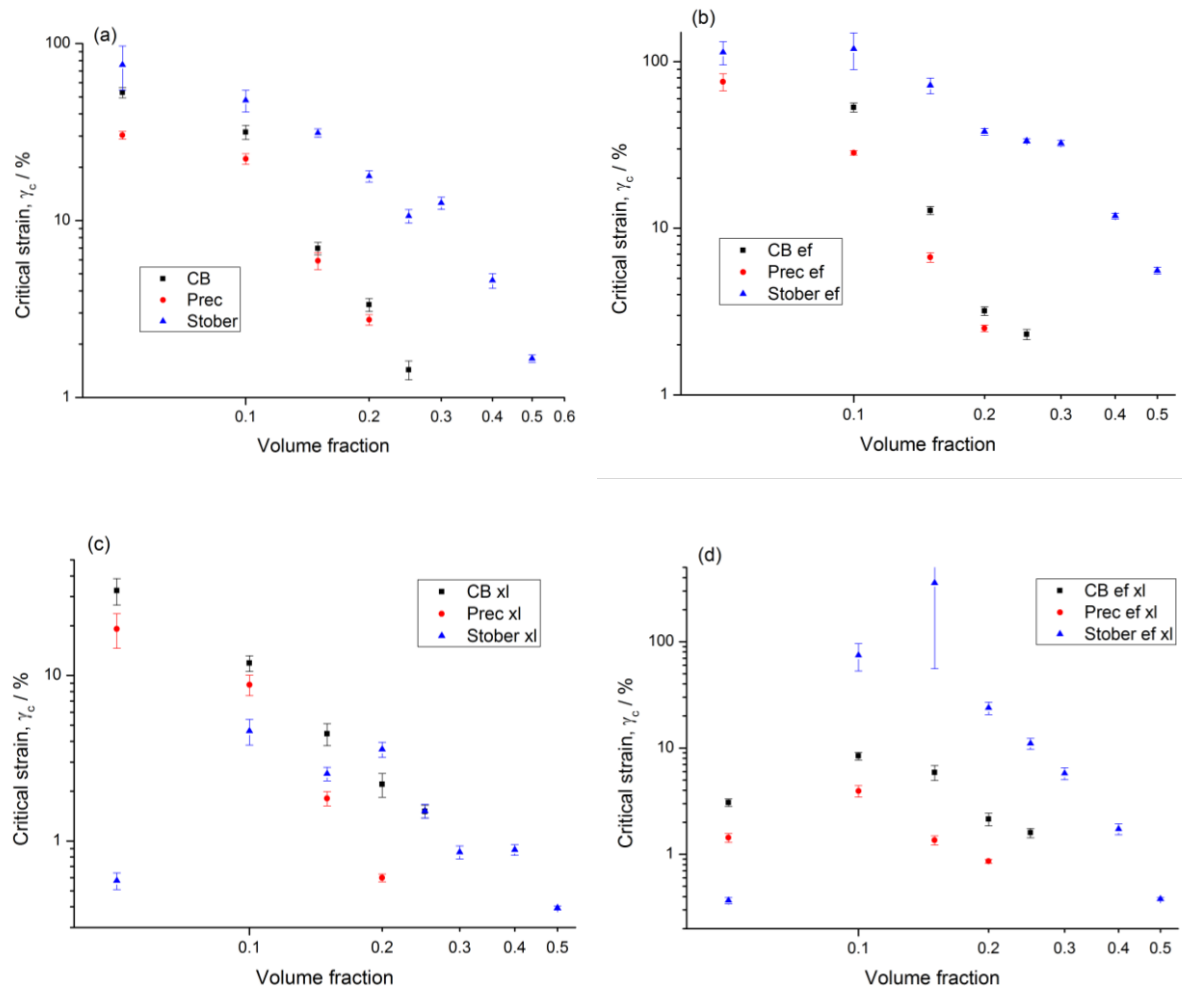 (a)
100
10
1
0.1
0.2
0.3
0.4
0.5
0.6
Critical strain, γc / %
Volume fraction
CB
Prec
Stober
(b)
100
10
1
0.1
0.2
0.3
0.4
0.5
Critical strain, γc / %
Volume fraction
CB ef
Prec ef
Stober ef
(c)
10
1
0.1
0.2
0.3
0.4
0.5
Critical strain, γc / %
Volume fraction
CB xl
Prec xl
Stober xl
(d)
100
10
1
0.1
0.2
0.3
0.4
0.5
Critical strain, γc / %
Volume fraction
CB ef xl
Prec ef xl
Stober ef xl